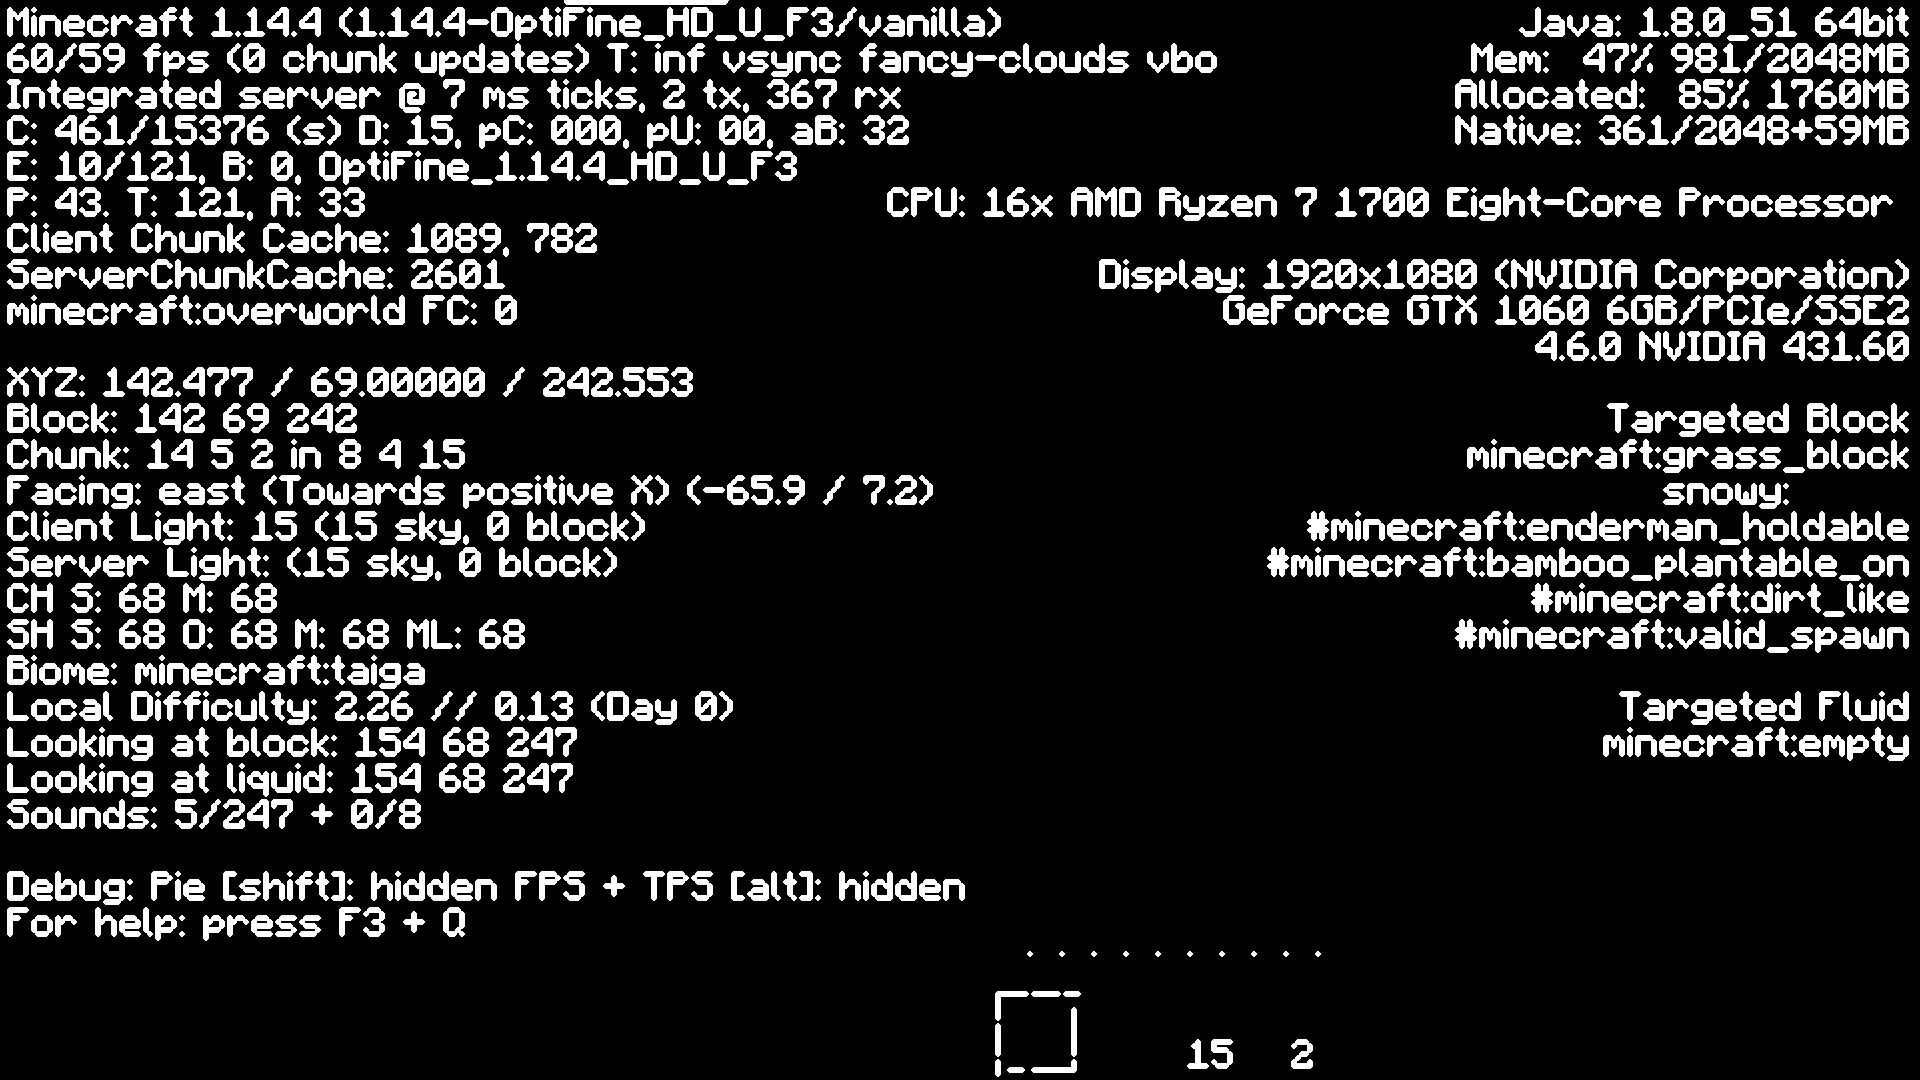 Minecraft 1.14.4 (1.14.4-OptiFine_HD_U_F3/vanilla)
60/59 fps (0 chunk updates) T: inf vsync fancy-clouds vbo
Integrated server @ 7 ms ticks, 2 tx, 367 rx
C: 461/15376 (s) D: 15, pC: 000, pU: 00, aB: 32
E: 10/121, B: 0, OptiFine_1.14.4_HD_U_F3
P: 43. T: 121, A: 33
Client Chunk Cache: 1089, 782
ServerChunkCache: 2601
minecraft:overworld FC: 0
XYZ: 142.477 / 69.00000 / 242.553
Block: 142 69 242
Chunk: 14 5 2 in 8 4 15
Facing: east (Towards positive X) (-65.9 / 7.2)
Client Light: 15 (15 sky, 0 block)
Server Light: (15 sky, 0 block)
CH S: 68 M: 68
SH S: 68 O: 68 M: 68 ML: 68
Biome: minecraft:taiga
Local Difficulty: 2.26 // 0.13 (Day 0)
Looking at block: 154 68 247
Looking at liquid: 154 68 247
Sounds: 5/247 + 0/8
Debug: Pie [shift]: hidden FPS + TPS [alt]: hidden
For help: press F3 + Q
Java: 1.8.0_51 64bit
Mem: 47% 981/2048MB
Allocated: 85% 1760MB
Native: 361/2048+59MB
CPU: 16x AMD Ryzen 7 1700 Eight-Core Processor
Display: 1920x1080 (NVIDIA Corporation)
GeForce GTX 1060 6GB/PCIe/SSE2
4.6.0 NVIDIA 431.60
Targeted Block
minecraft:grass_block
snowy:
#minecraft:enderman_holdable
#minecraft:bamboo_plantable_on
#minecraft:dirt_like
#minecraft:valid_spawn
Targeted Fluid
minecraft:empty
15 2